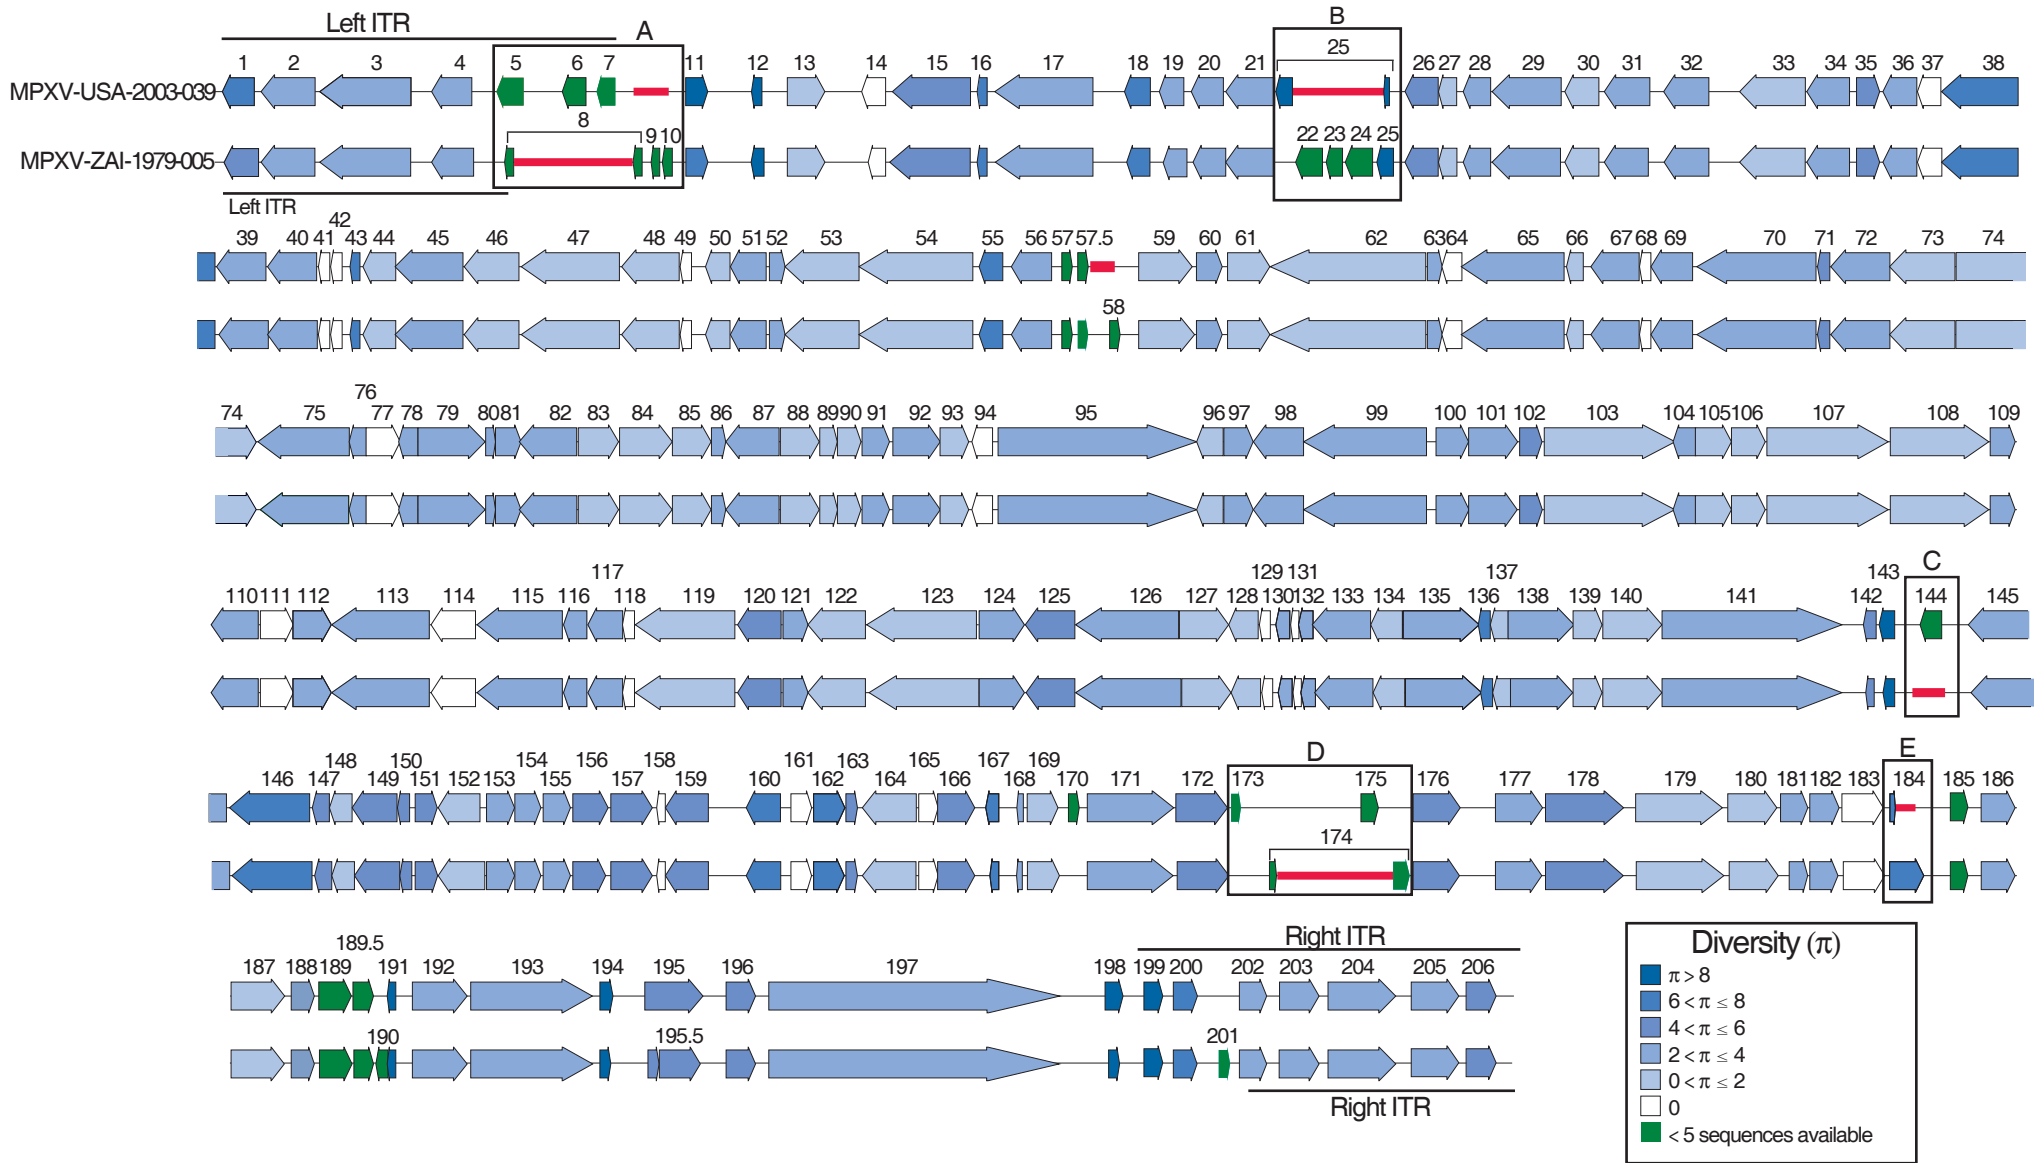 Left ITR A B
1 2 3 4 5 6 7 11 12 13 14 15 16 17 18 19 20 21 25 26 27 28 29 30 31 32 33 34 35 36 37 38
MPXV-USA-2003-039
8 9 10 22 23 24 25
MPXV-ZAI-1979-005
Left ITR
39 40 41 42 43 44 45 46 47 48 49 50 51 52 53 54 55 56 57 57.5 59 60 61 62 63 64 65 66 67 68 69 70 71 72 73 74
58
74 75 76 77 78 79 80 81 82 83 84 85 86 87 88 89 90 91 92 93 94 95 96 97 98 99 100 101 102 103 104 105 106 107 108 109
C
110 111 112 113 114 115 116 117 118 119 120 121 122 123 124 125 126 127 128 129 130 131 132 133 134 135 136 137 138 139 140 141 142 143 144 145
D E
146 147 148 149 150 151 152 153 154 155 156 157 158 159 160 161 162 163 164 165 166 167 168 169 170 171 172 173 175 176 177 178 179 180 181 182 183 184 185 186
174
Right ITR
187 188 189 189.5 191 192 193 194 195 196 197 198 199 200 202 203 204 205 206
190 195.5 201
Right ITR
Diversity (π)
π > 8
6 < π ≤ 8
4 < π ≤ 6
2 < π ≤ 4
0 < π ≤ 2
0
< 5 sequences available